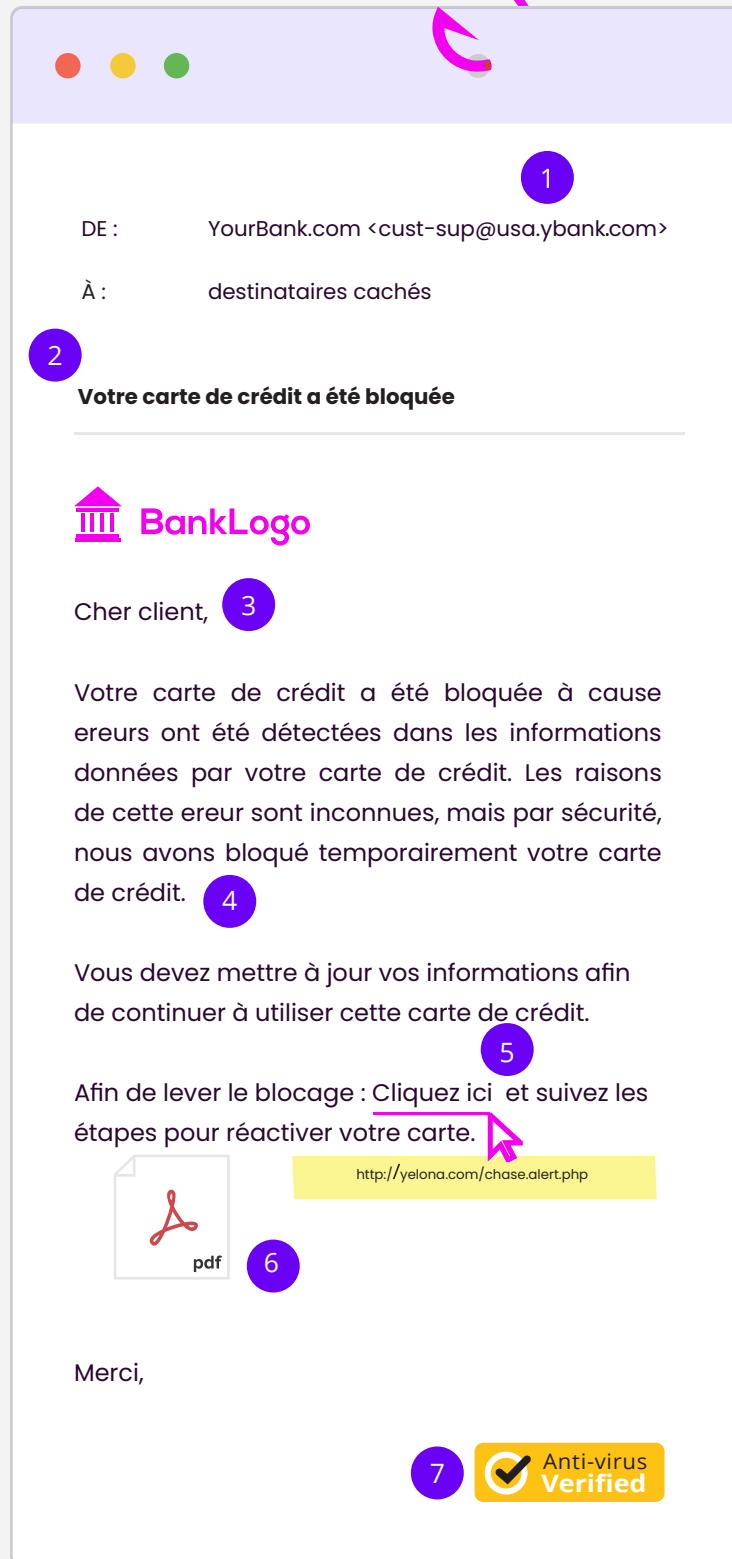 1
DE : YourBank.com <cust-sup@usa.ybank.com>
À : destinataires cachés
2
Votre carte de crédit a été bloquée
BankLogo
Cher client,
3
Votre carte de crédit a été bloquée à cause
ereurs ont été détectées dans les informations
données par votre carte de crédit. Les raisons
de cette ereur sont inconnues, mais par sécurité,
nous avons bloqué temporairement votre carte
de crédit.
4
Vous devez mettre à jour vos informations afin
de continuer à utiliser cette carte de crédit.
5
Afin de lever le blocage : Cliquez ici et suivez les
étapes pour réactiver votre carte.
http://yelona.com/chase.alert.php
pdf
6
Merci,
7
Anti-virus
Verified